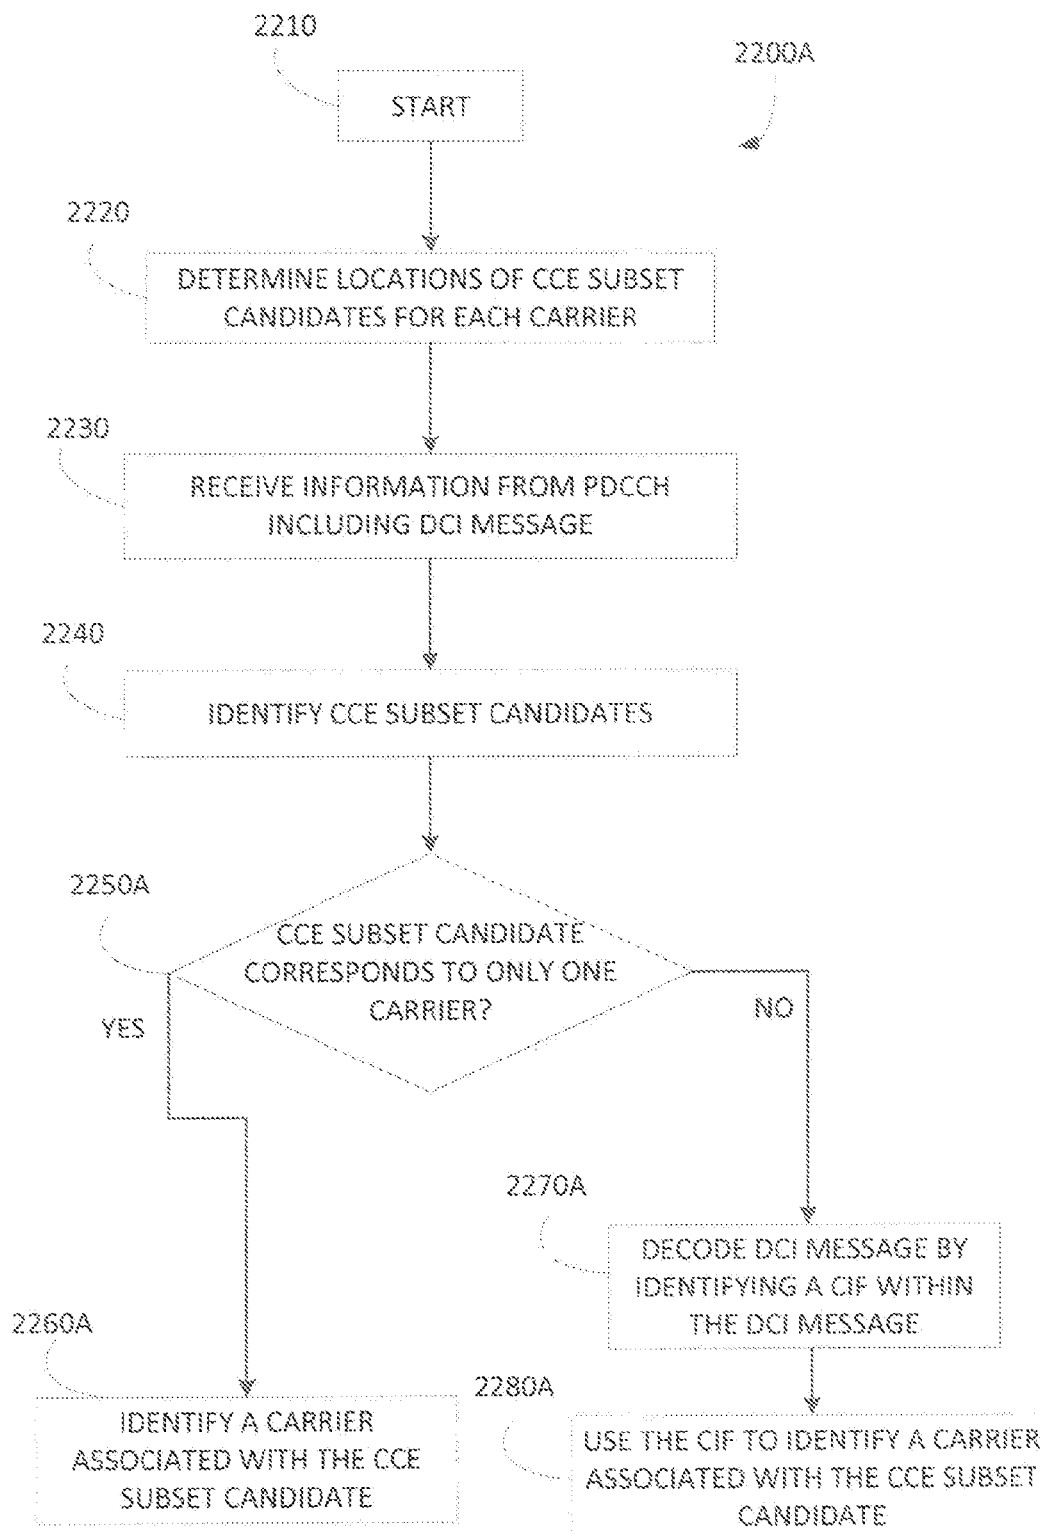 2210
2200A
START
2220
DETERMINE LOCATIONS OF CCE SUBSET
CANDIDATES FOR EACH CARRIER
2230
RECEIVE INFORMATION FROM PDCCH
INCLUDING DCI MESSAGE
2240
IDENTIFY CCE SUBSET CANDIDATES
2250A
CCE SUBSET CANDIDATE
CORRESPONDS TO ONLY ONE
CARRIER?
YES
NO
2270A
DECODE DCI MESSAGE BY
IDENTIFYING A CIF WITHIN
THE DCI MESSAGE
2260A
IDENTIFY A CARRIER
ASSOCIATED WITH THE CCE
SUBSET CANDIDATE
2280A
USE THE CIF TO IDENTIFY A CARRIER
ASSOCIATED WITH THE CCE SUBSET
CANDIDATE